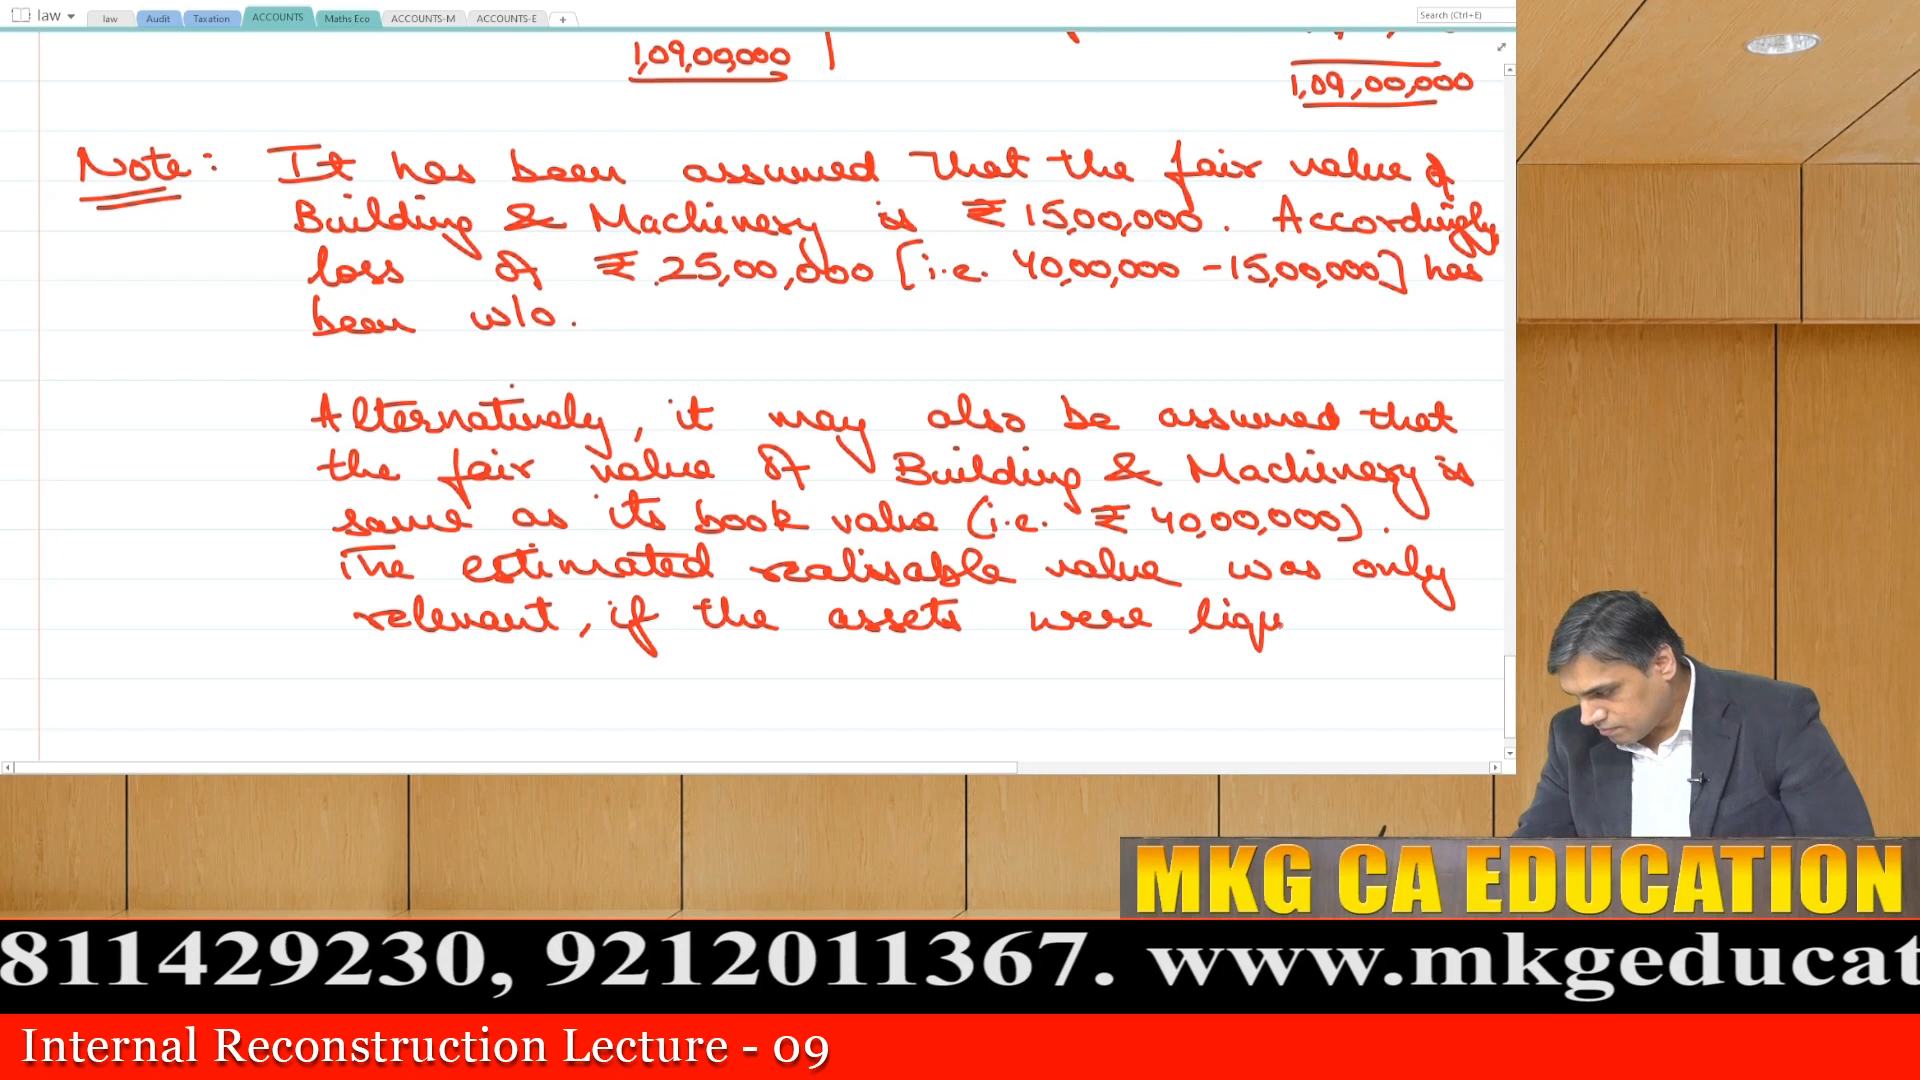 law law Audit Taxation ACCOUNTS Maths Eco ACCOUNTS-M ACCOUNTS-E + Search (Ctrl+E)
1,09,00,000
1,09,00,000
Note: It has been assumed that the fair value of
Building & Machinery is ₹ 15,00,000. Accordingly
loss of ₹ 25,00,000 [i.e. 40,00,000 - 15,00,000] has
been w/o.
Alternatively, it may also be assumed that
the fair value of Building & Machinery is
same as its book value (i.e. ₹ 40,00,000).
The estimated realisable value was only
relevant, if the assets were liqu
MKG CA EDUCATION
811429230, 9212011367. www.mkgeducat
Internal Reconstruction Lecture - 09